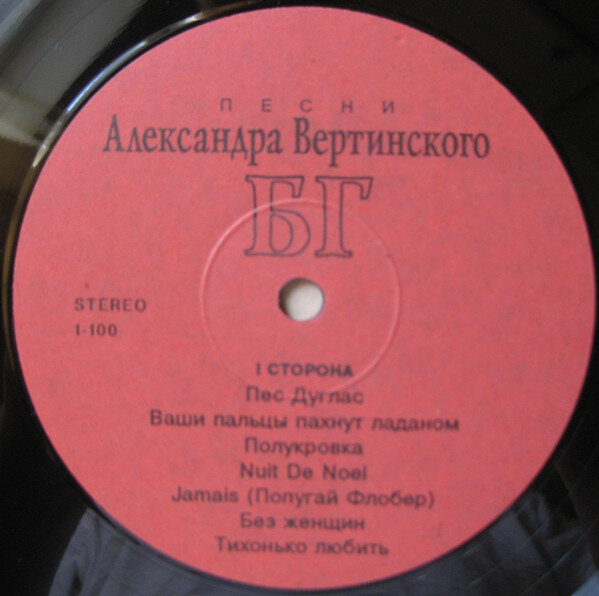 ПЕСНИ
Александра Вертинского
БГ
STEREO
1-100
I СТОРОНА
Пес Дуглас
Ваши пальцы пахнут ладаном
Полукровка
Nuit De Noel
Jamais (Попугай Флобер)
Без женщин
Тихонько любить